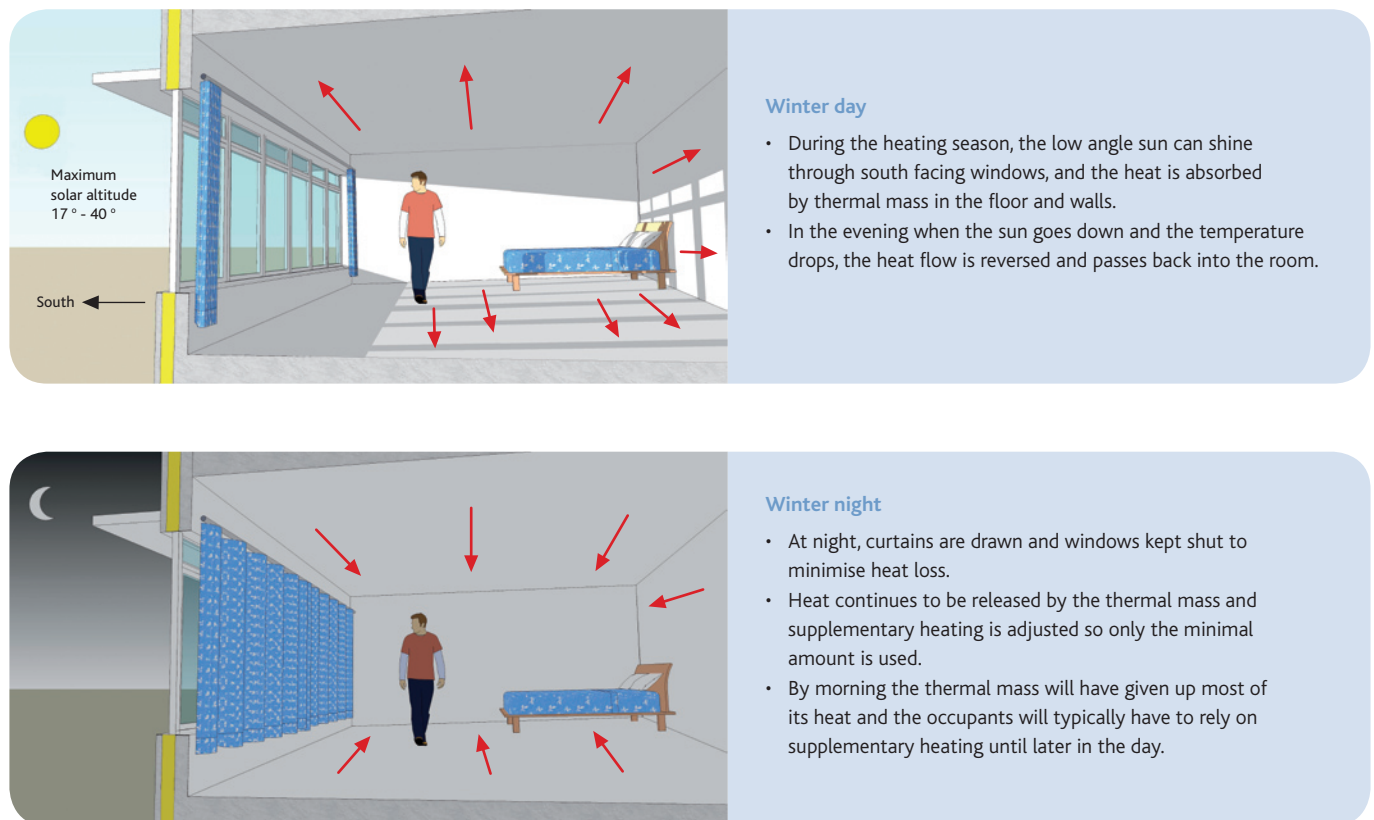 Maximum
solar altitude
17 ° - 40 °
South
Winter day
• During the heating season, the low angle sun can shine
through south facing windows, and the heat is absorbed
by thermal mass in the floor and walls.
• In the evening when the sun goes down and the temperature
drops, the heat flow is reversed and passes back into the room.
Winter night
• At night, curtains are drawn and windows kept shut to
minimise heat loss.
• Heat continues to be released by the thermal mass and
supplementary heating is adjusted so only the minimal
amount is used.
• By morning the thermal mass will have given up most of
its heat and the occupants will typically have to rely on
supplementary heating until later in the day.